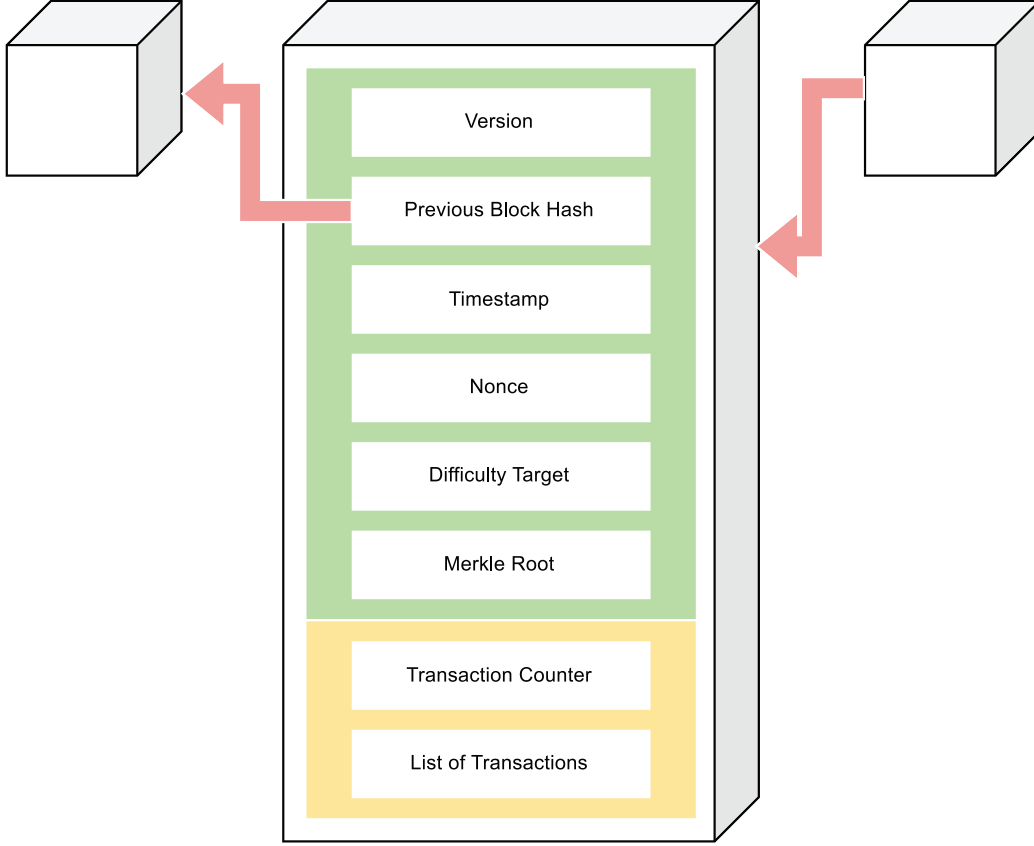 Version
Previous Block Hash
Timestamp
Nonce
Difficulty Target
Merkle Root
Transaction Counter
List of Transactions